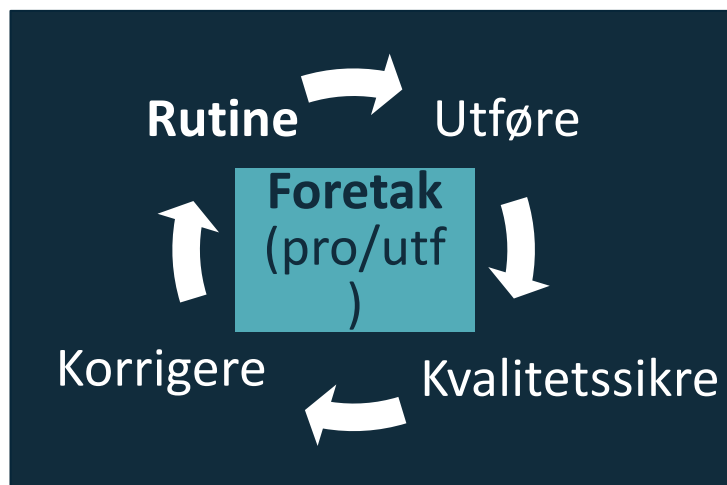 Rutine
Utføre
Foretak
(pro/utf
)
Korrigere
Kvalitetssikre